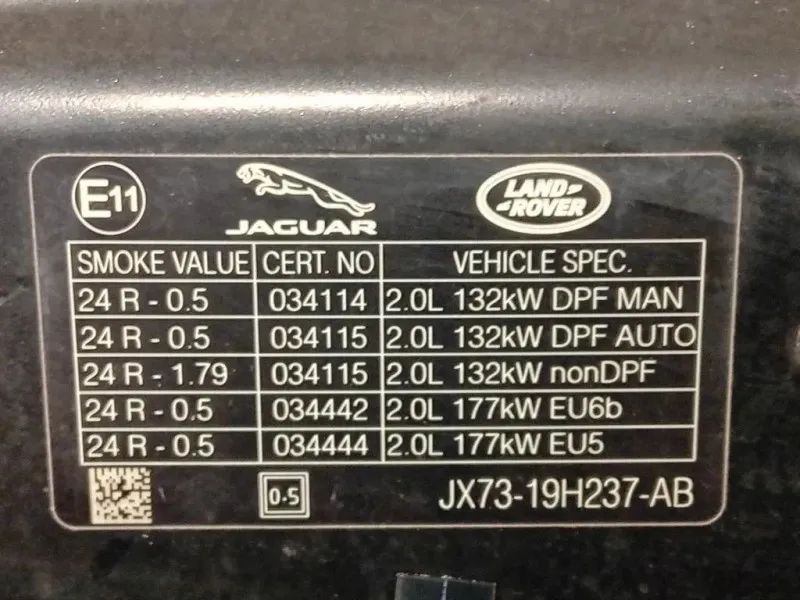 E11
JAGUAR
LAND
ROVER
SMOKE VALUE CERT. NO VEHICLE SPEC.
24 R - 0.5 034114 2.0L 132kW DPF MAN
24 R - 0.5 034115 2.0L 132kW DPF AUTO
24 R - 1.79 034115 2.0L 132kW nonDPF
24 R - 0.5 034442 2.0L 177kW EU6b
24 R - 0.5 034444 2.0L 177kW EU5
0.5 JX73-19H237-AB